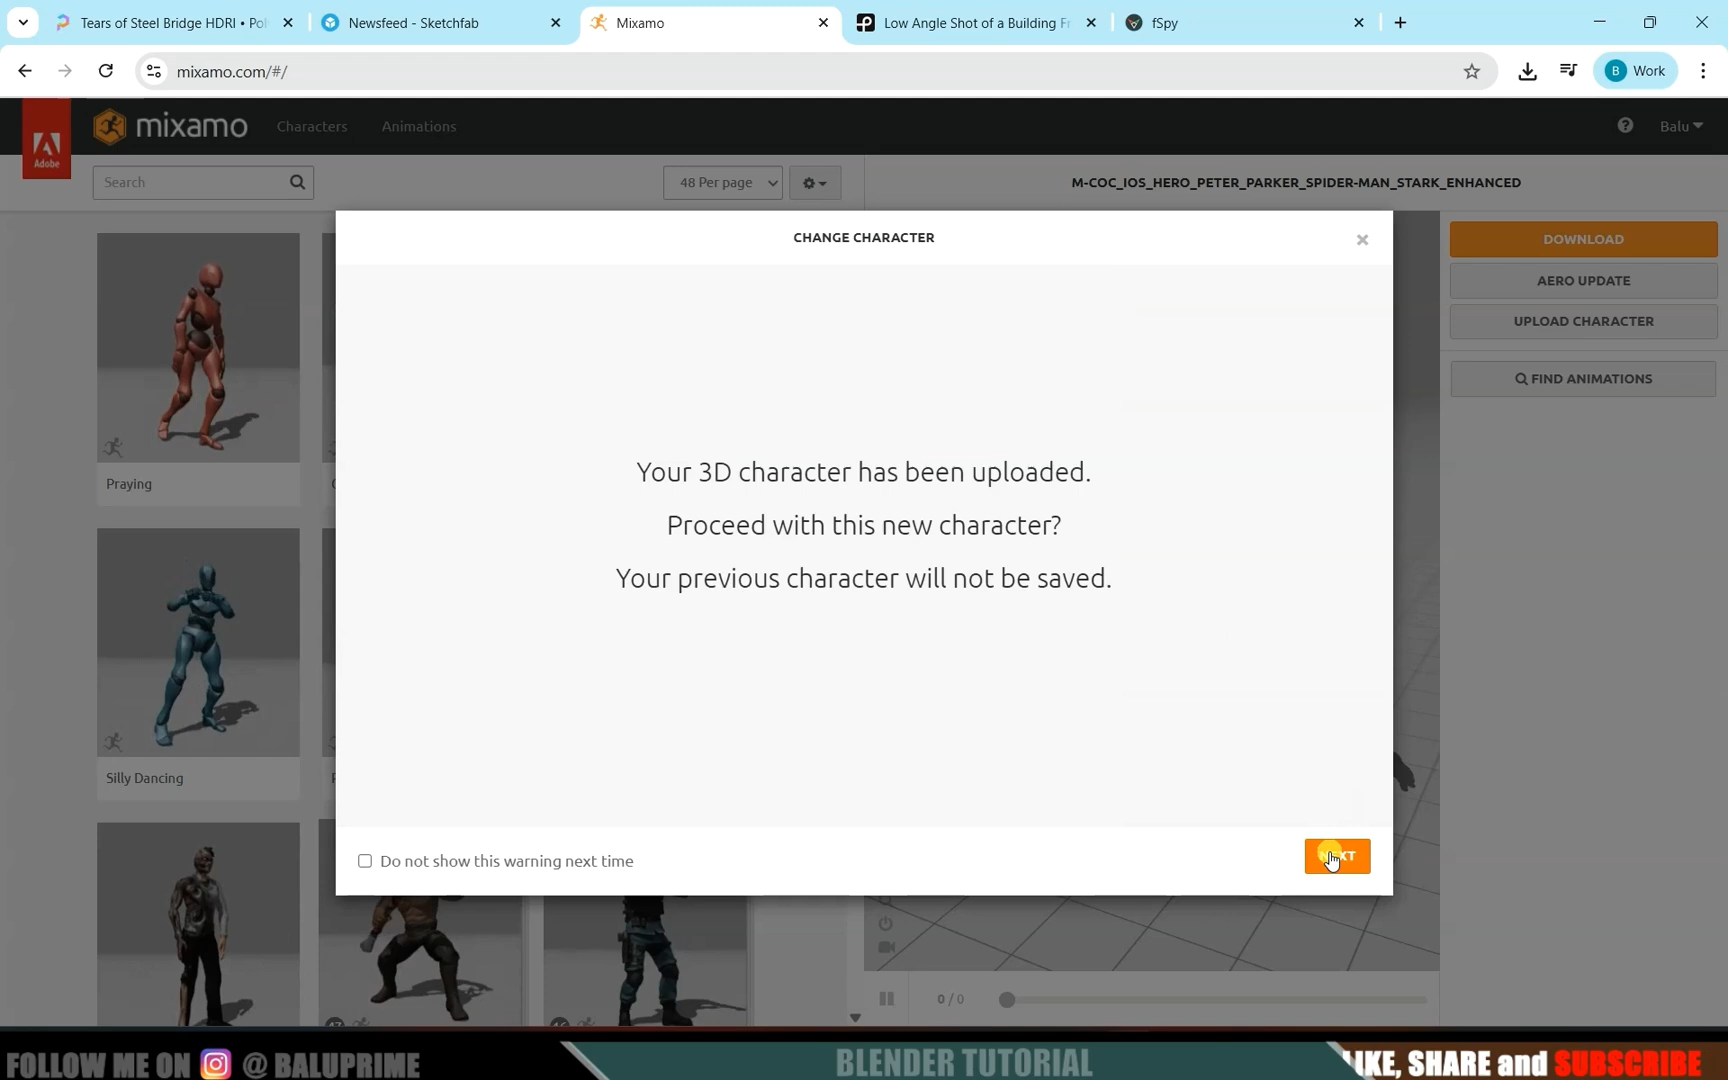 Tears of Steel Bridge HDRI • Pol
Newsfeed - Sketchfab
Mixamo
Low Angle Shot of a Building Fr
fSpy
mixamo.com/#/
B Work
Adobe
mixamo
Characters
Animations
Balu
Search
48 Per page
M-COC_IOS_HERO_PETER_PARKER_SPIDER-MAN_STARK_ENHANCED
CHANGE CHARACTER
DOWNLOAD
AERO UPDATE
UPLOAD CHARACTER
FIND ANIMATIONS
Your 3D character has been uploaded.
Proceed with this new character?
Your previous character will not be saved.
Praying
Silly Dancing
Do not show this warning next time
NEXT
0 / 0
FOLLOW ME ON @ BALUPRIME
BLENDER TUTORIAL
LIKE, SHARE and SUBSCRIBE